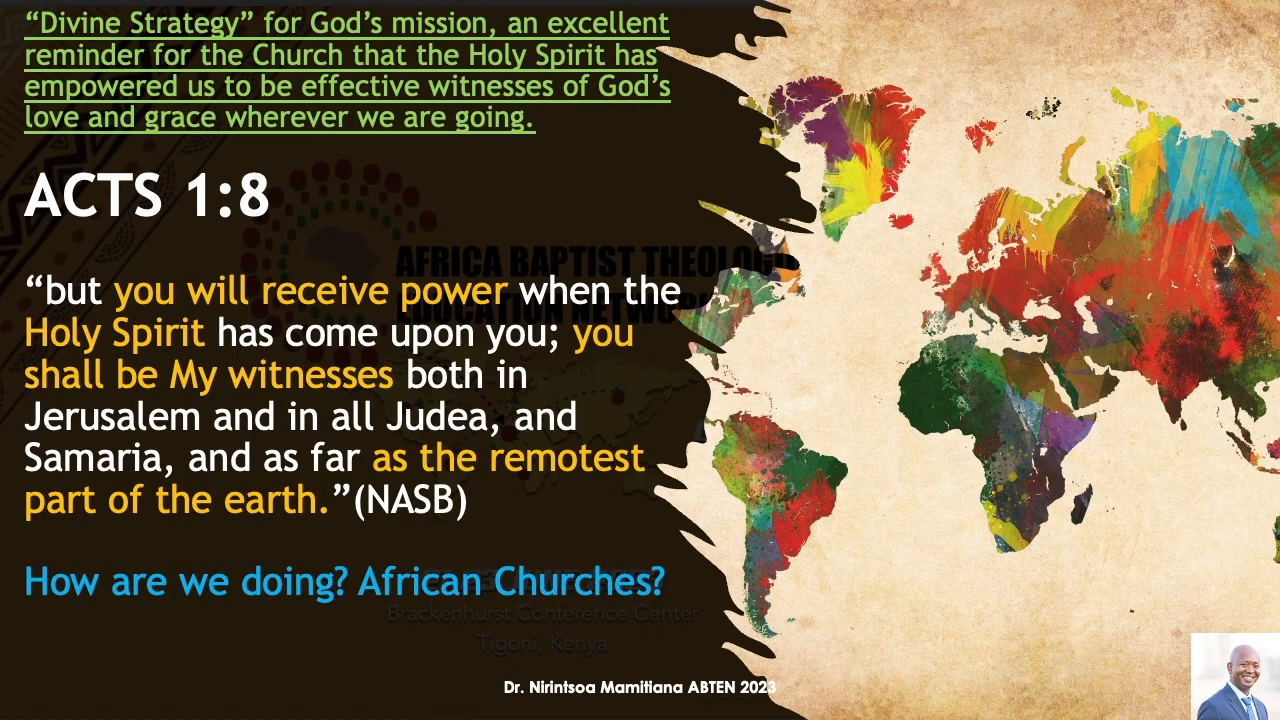 “Divine Strategy” for God’s mission, an excellent
reminder for the Church that the Holy Spirit has
empowered us to be effective witnesses of God’s
love and grace wherever we are going.
ACTS 1:8
AFRICA BAPTIST THEOLOG
“but you will receive power when the
Holy Spirit has come upon you; you
shall be My witnesses both in
Jerusalem and in all Judea, and
Samaria, and as far as the remotest
part of the earth.”(NASB)
How are we doing? African Churches?
Brackenhurst Conference Center
Tigoni, Kenya
Dr. Nirintsoa Mamitiana ABTEN 2023